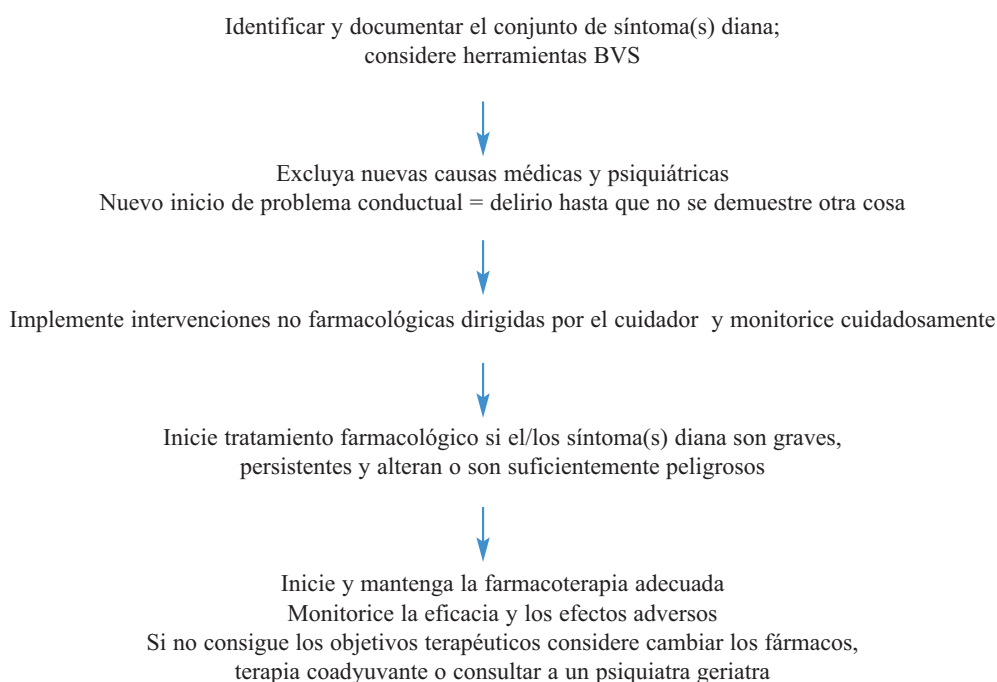 Identificar y documentar el conjunto de síntoma(s) diana;
considere herramientas BVS
Excluya nuevas causas médicas y psiquiátricas
Nuevo inicio de problema conductual = delirio hasta que no se demuestre otra cosa
Implemente intervenciones no farmacológicas dirigidas por el cuidador y monitorice cuidadosamente
Inicie tratamiento farmacológico si el/los síntoma(s) diana son graves,
persistentes y alteran o son suficientemente peligrosos
Inicie y mantenga la farmacoterapia adecuada
Monitorice la eficacia y los efectos adversos
Si no consigue los objetivos terapéuticos considere cambiar los fármacos,
terapia coadyuvante o consultar a un psiquiatra geriatra